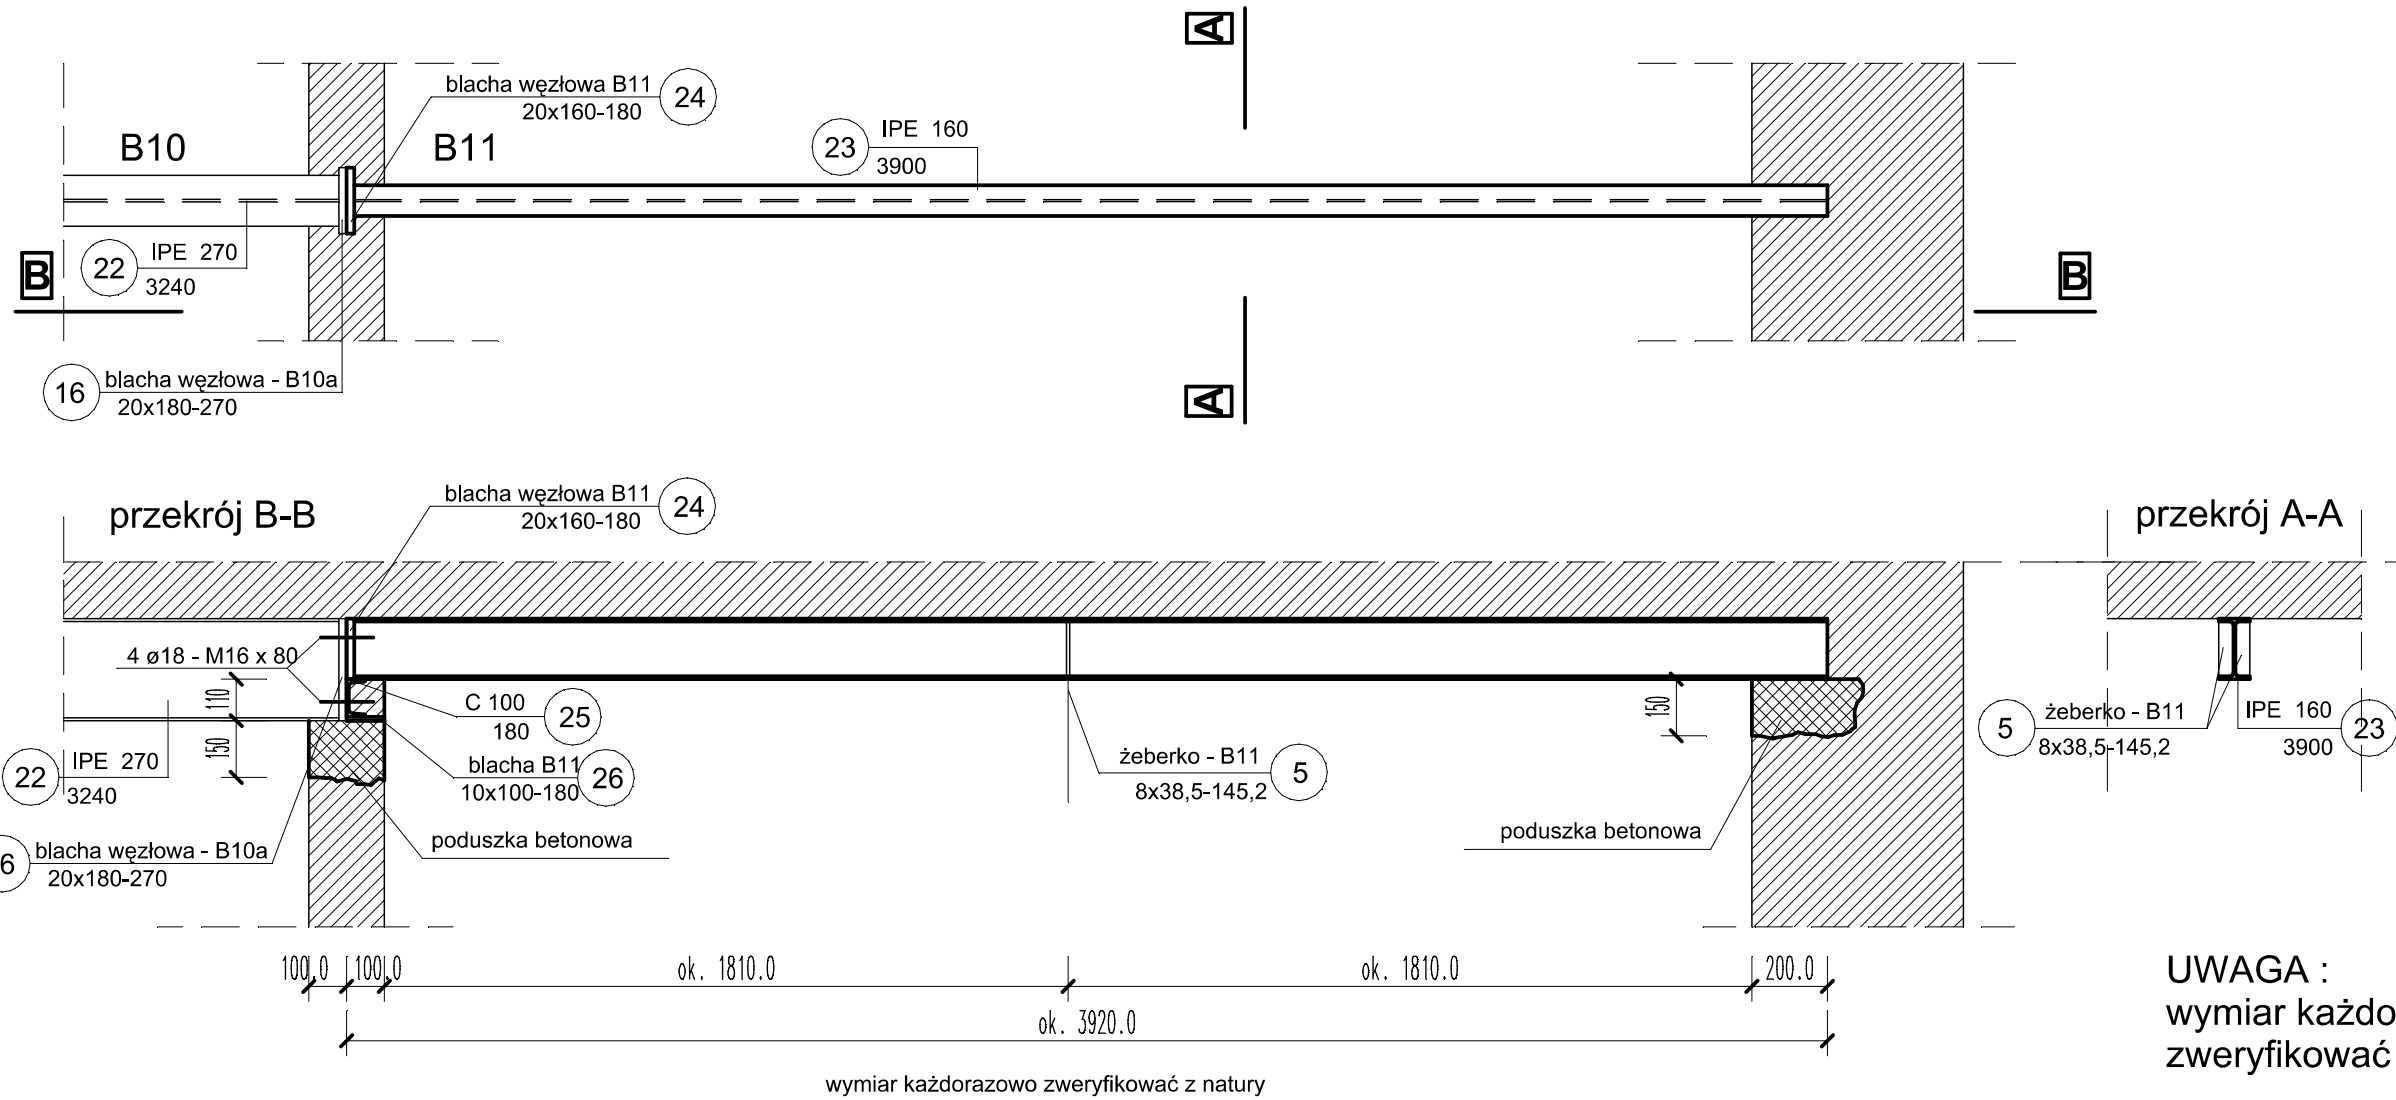 A
blacha węzłowa B11
20x160-180
24
B10
B11
23
IPE 160
3900
22
IPE 270
3240
B
B
16
blacha węzłowa - B10a
20x180-270
A
przekrój B-B
blacha węzłowa B11
20x160-180
24
przekrój A-A
4 ø18 - M16 x 80
110
150
C 100
180
25
22
IPE 270
3240
blacha B11
10x100-180
26
żeberko - B11
8x38,5-145,2
5
150
5
żeberko - B11
8x38,5-145,2
IPE 160
3900
23
6
blacha węzłowa - B10a
20x180-270
poduszka betonowa
poduszka betonowa
100.0
100.0
ok. 1810.0
ok. 1810.0
200.0
ok. 3920.0
wymiar każdorazowo zweryfikować z natury
UWAGA :
wymiar każdo
zweryfikować